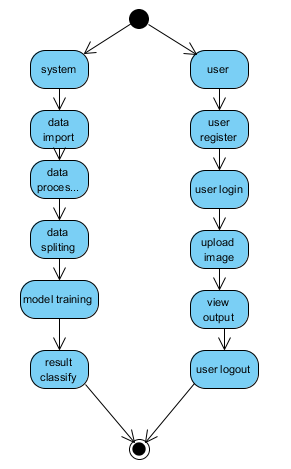 system
data
import
data
proces...
data
spliting
model training
result
classify
user
user
register
user login
upload
image
view
output
user logout